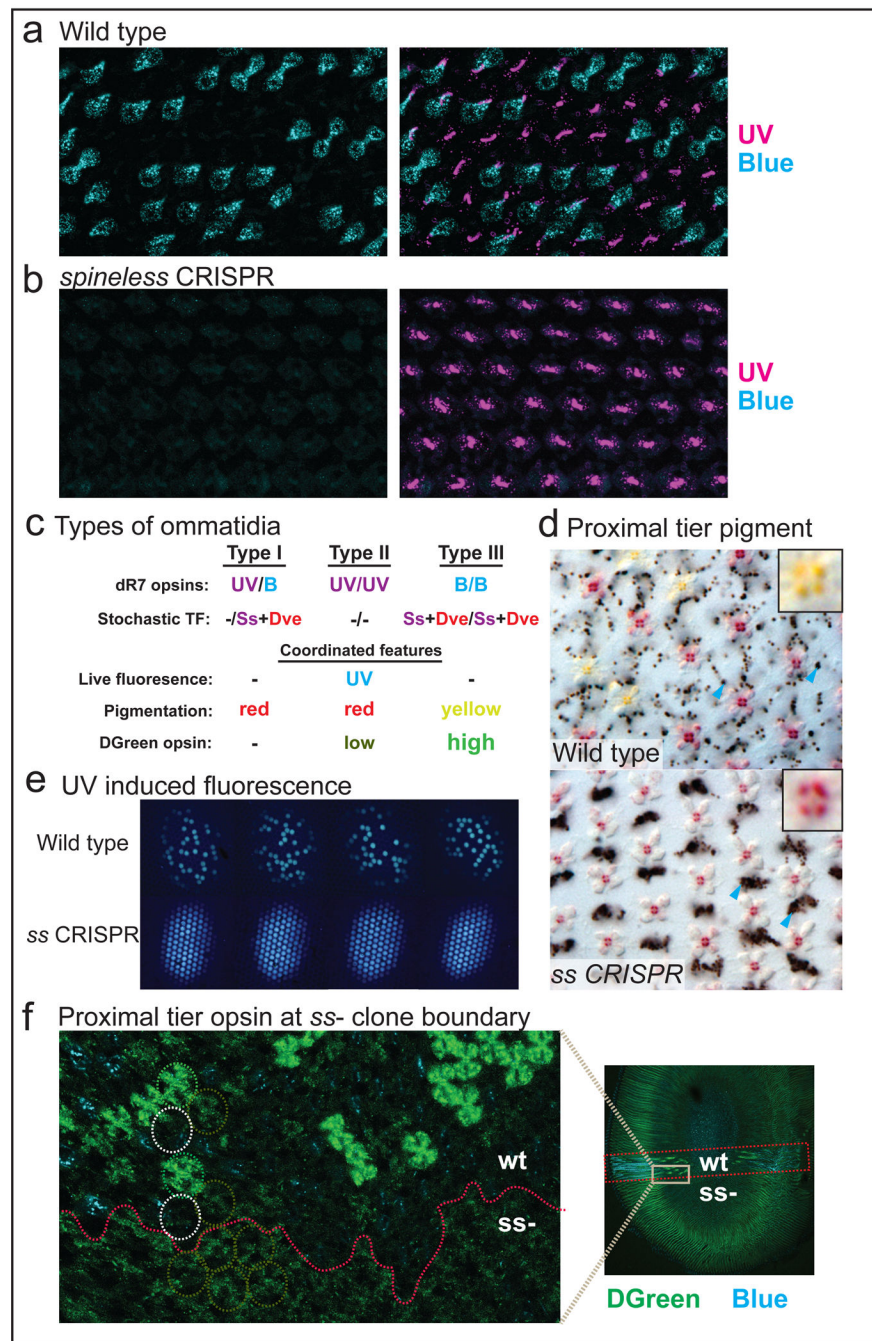 a Wild type
UV
Blue
b spineless CRISPR
UV
Blue
c Types of ommatidia
Type I Type II Type III
dR7 opsins: UV/B UV/UV B/B
Stochastic TF: -/Ss+Dve -/- Ss+Dve/Ss+Dve
Coordinated features
Live fluoresence: - UV -
Pigmentation: red red yellow
DGreen opsin: - low high
d Proximal tier pigment
Wild type
ss CRISPR
e UV induced fluorescence
Wild type
ss CRISPR
f Proximal tier opsin at ss- clone boundary
wt
ss-
wt
ss-
DGreen Blue